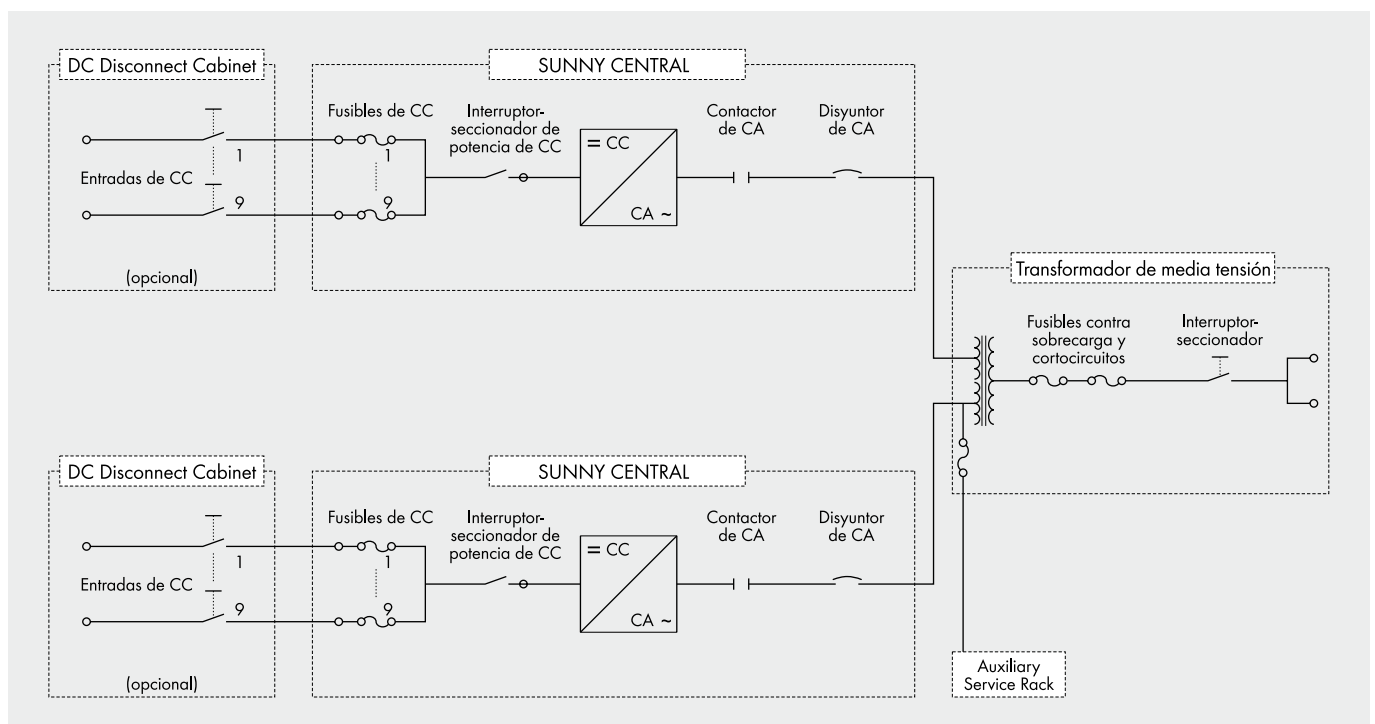 DC Disconnect Cabinet
SUNNY CENTRAL
Fusibles de CC
Interruptor-
seccionador de
potencia de CC
Contactor
de CA
Disyuntor
de CA
= CC
CA ~
1
9
1
9
Entradas de CC
(opcional)
Transformador de media tensión
Fusibles contra
sobrecarga y
cortocircuitos
Interruptor-
seccionador
DC Disconnect Cabinet
SUNNY CENTRAL
Fusibles de CC
Interruptor-
seccionador de
potencia de CC
Contactor
de CA
Disyuntor
de CA
= CC
CA ~
1
9
1
9
Entradas de CC
(opcional)
Auxiliary
Service Rack